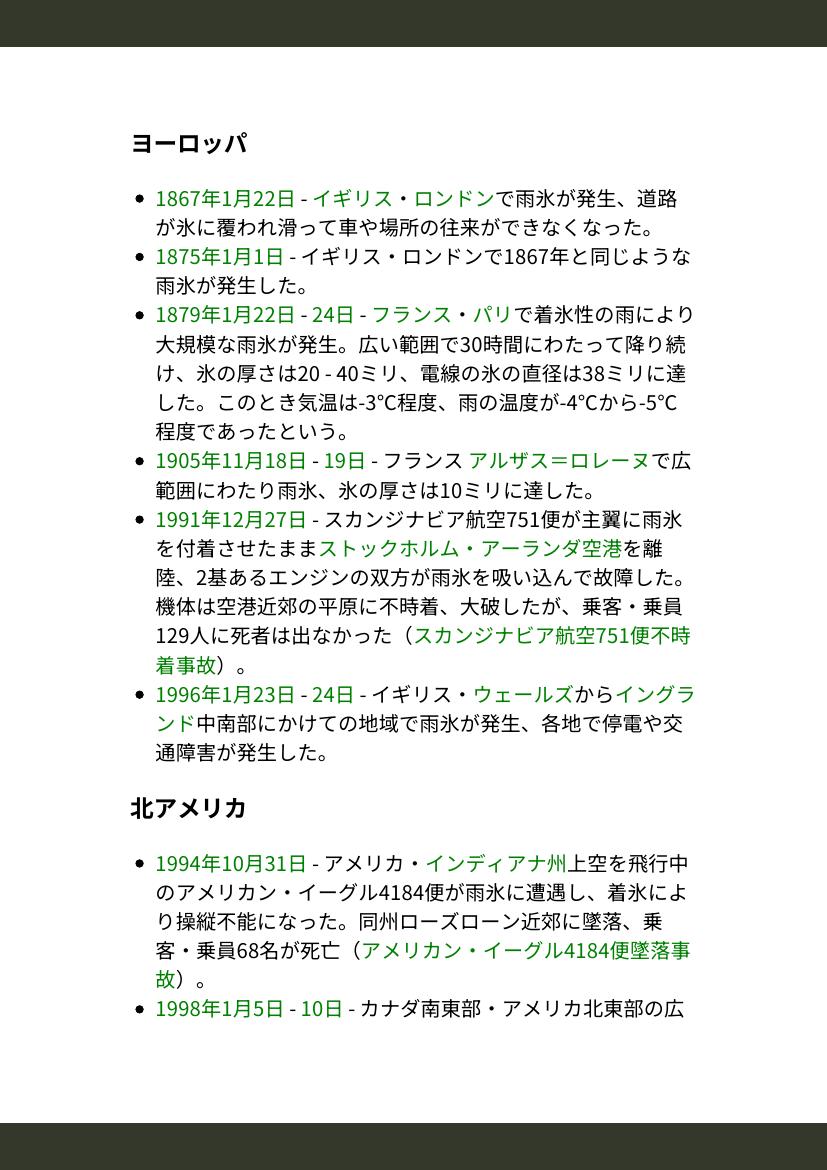 ヨーロッパ
1867年1月22日 - イギリス・ロンドンで雨氷が発生、道路
が氷に覆われ滑って車や場所の往来ができなくなった。
1875年1月1日 - イギリス・ロンドンで1867年と同じような
雨氷が発生した。
1879年1月22日 - 24日 - フランス・パリで着氷性の雨により
大規模な雨氷が発生。広い範囲で30時間にわたって降り続
け、氷の厚さは20 - 40ミリ、電線の氷の直径は38ミリに達
した。このとき気温は-3℃程度、雨の温度が-4℃から-5℃
程度であったという。
1905年11月18日 - 19日 - フランス アルザス＝ロレーヌで広
範囲にわたり雨氷、氷の厚さは10ミリに達した。
1991年12月27日 - スカンジナビア航空751便が主翼に雨氷
を付着させたままストックホルム・アーランダ空港を離
陸、2基あるエンジンの双方が雨氷を吸い込んで故障した。
機体は空港近郊の平原に不時着、大破したが、乗客・乗員
129人に死者は出なかった（スカンジナビア航空751便不時
着事故）。
1996年1月23日 - 24日 - イギリス・ウェールズからイングラ
ンド中南部にかけての地域で雨氷が発生、各地で停電や交
通障害が発生した。
北アメリカ
1994年10月31日 - アメリカ・インディアナ州上空を飛行中
のアメリカン・イーグル4184便が雨氷に遭遇し、着氷によ
り操縦不能になった。同州ローズローン近郊に墜落、乗
客・乗員68名が死亡（アメリカン・イーグル4184便墜落事
故）。
1998年1月5日 - 10日 - カナダ南東部・アメリカ北東部の広